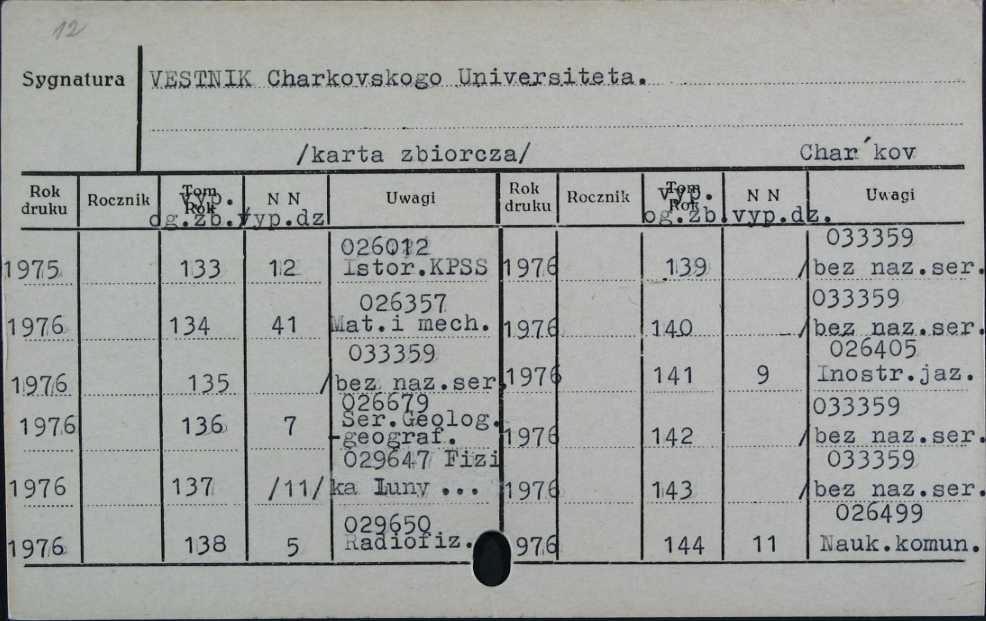 12
Sygnatura VESTNIK Charkovskogo Universiteta.
/karta zbiorcza/ Char´kov
Rok druku Rocznik Tom Rok vyp. og.zb. N N vyp.dz Uwagi Rok druku Rocznik Tom Rok vyp. og.zb. N N vyp.dz. Uwagi
026012 033359
1975 133 12 Istor.KPSS 1976 139 /bez naz.ser.
026357 033359
1976 134 41 Mat.i mech. 1976 140 /bez naz.ser.
033359 026405
1976 135 /bez naz.ser. 1976 141 9 Inostr.jaz.
026679 033359
1976 136 7 Ser.Geolog. 1976 142 /bez naz.ser.
-geograf.
029647 Fizi 033359
1976 137 /11/ ka Luny ... 1976 143 /bez naz.ser.
029650 026499
1976 138 5 Radiofiz. 976 144 11 Nauk.komun.